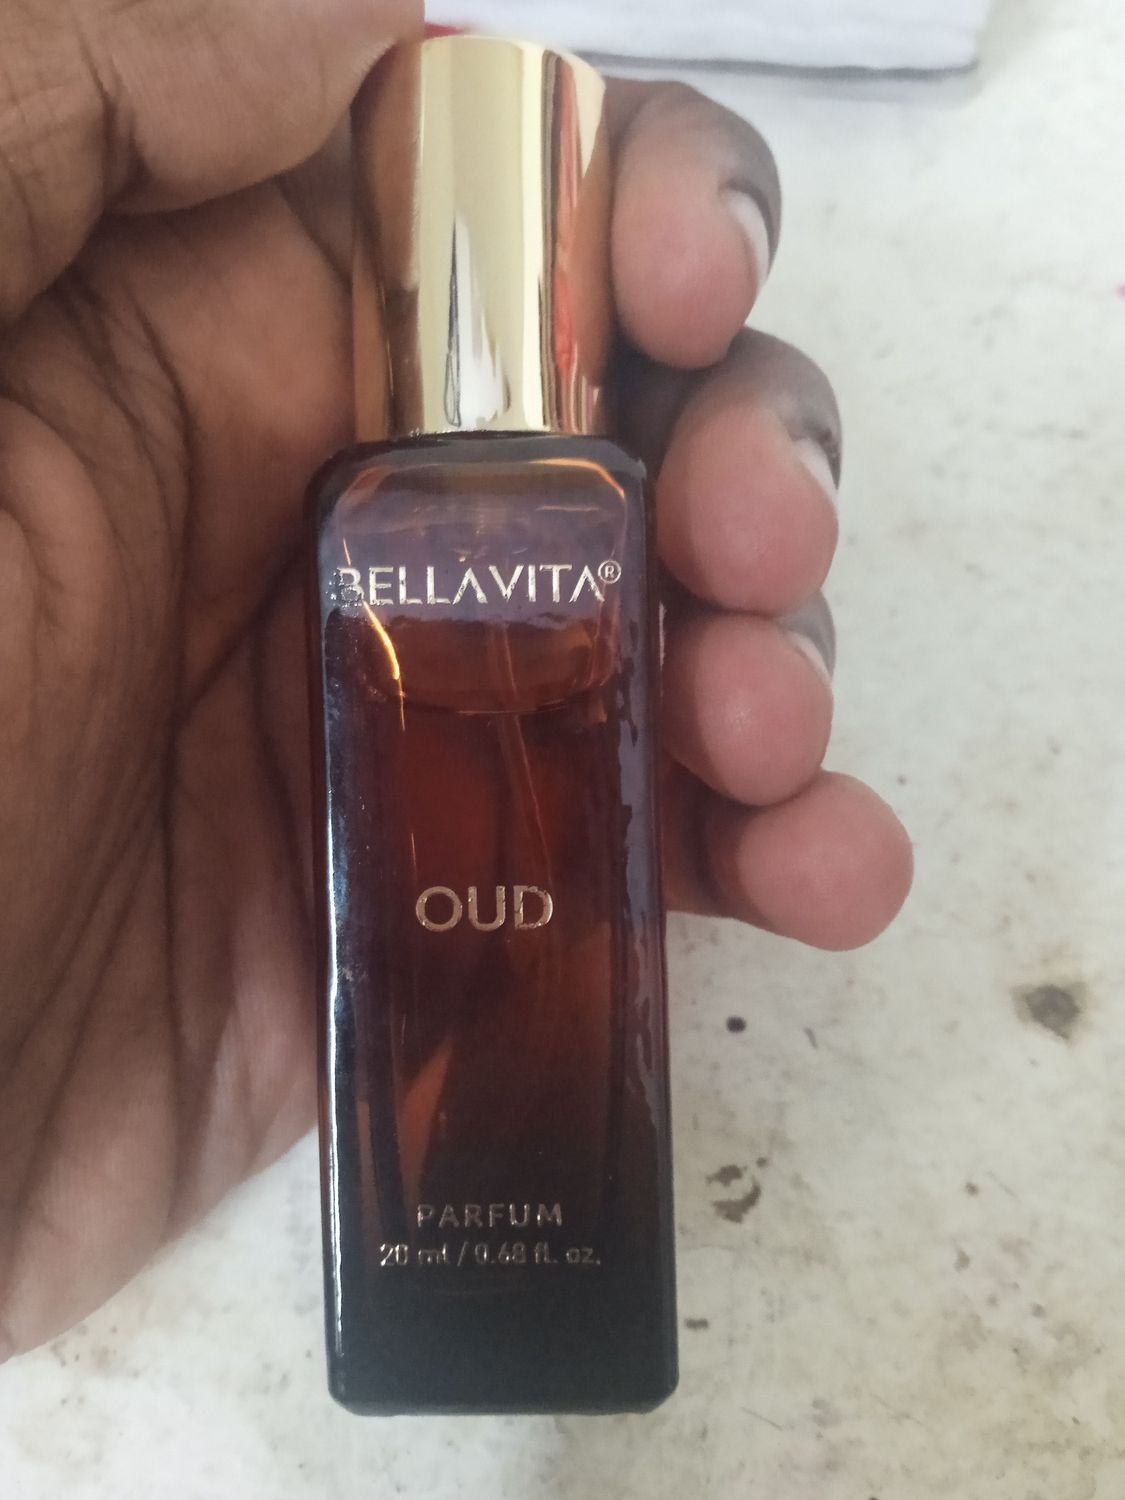 BELLAVITA®
OUD
PARFUM
20 ml / 0.68 fl. oz.